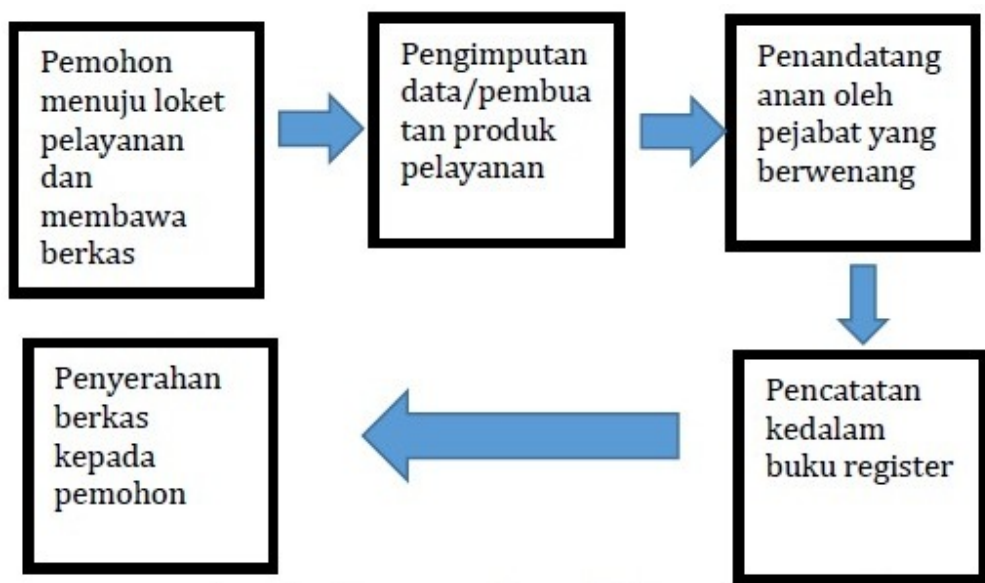 Pemohon
menuju loket
pelayanan
dan
membawa
berkas
Pengimputan
data/pembua
tan produk
pelayanan
Penandatang
anan oleh
pejabat yang
berwenang
Pencatatan
kedalam
buku register
Penyerahan
berkas
kepada
pemohon